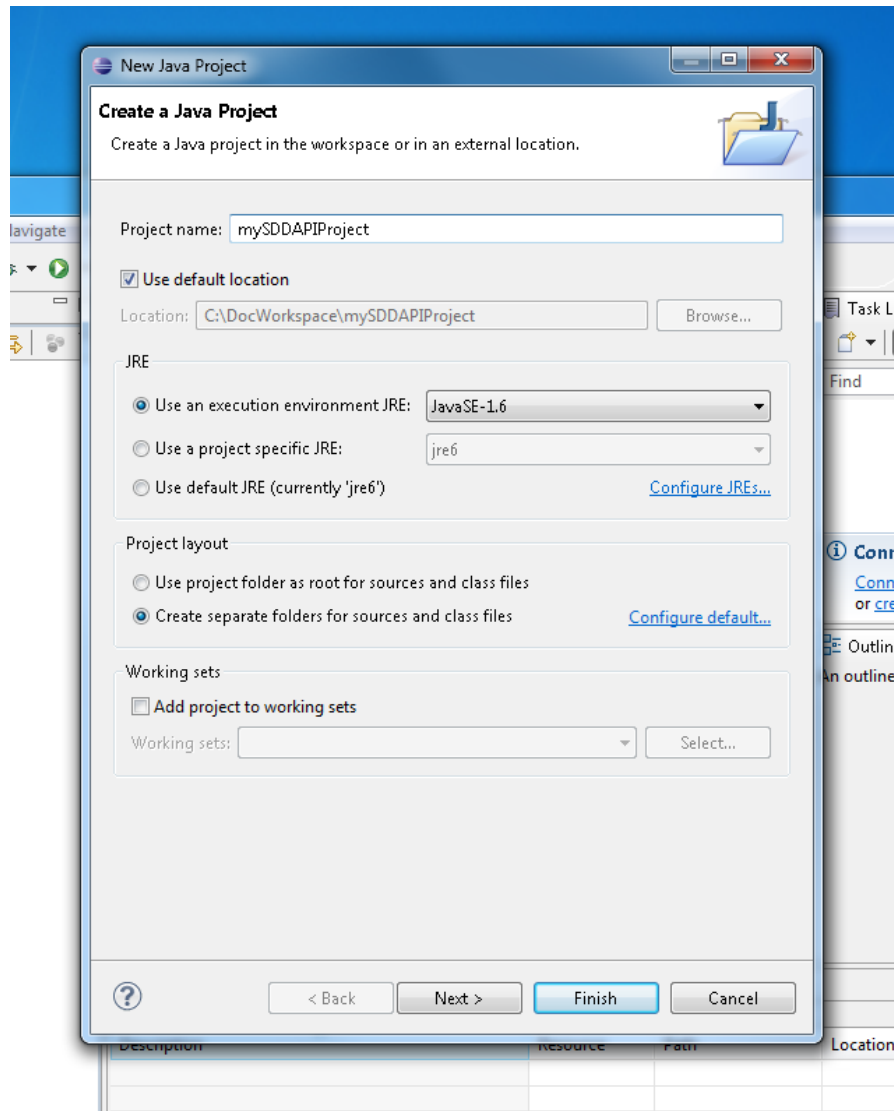 New Java Project
Create a Java Project
Create a Java project in the workspace or in an external location.
Navigate
Project name: mySDDAPIProject
Use default location
Location: C:\DocWorkspace\mySDDAPIProject Browse...
Task L
Find
JRE
Use an execution environment JRE: JavaSE-1.6
Use a project specific JRE: jre6
Use default JRE (currently 'jre6') Configure JREs...
Project layout
Use project folder as root for sources and class files
Create separate folders for sources and class files Configure default...
Conn
Conn
or cre
Outlin
An outline
Working sets
Add project to working sets
Working sets: Select...
< Back Next > Finish Cancel
Description Resource Path Location